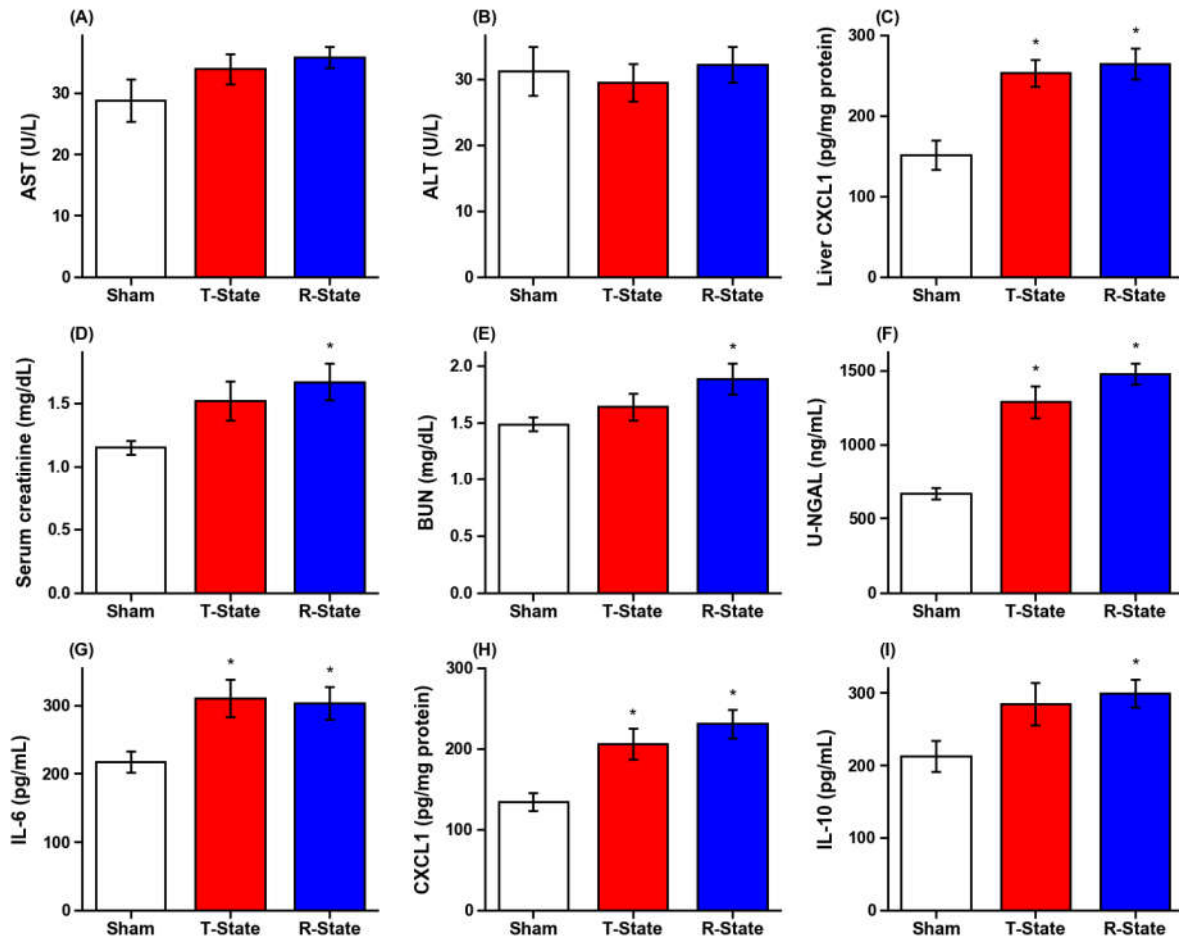 (A)
AST (U/L)
30
20
10
0
Sham T-State R-State
(B)
ALT (U/L)
30
20
10
0
Sham T-State R-State
(C)
Liver CXCL1 (pg/mg protein)
300
200
100
0
* *
Sham T-State R-State
(D)
Serum creatinine (mg/dL)
1.5
1.0
0.5
0.0
*
Sham T-State R-State
(E)
BUN (mg/dL)
2.0
1.5
1.0
0.5
0.0
*
Sham T-State R-State
(F)
U-NGAL (ng/mL)
1500
1000
500
0
* *
Sham T-State R-State
(G)
IL-6 (pg/mL)
300
200
100
0
* *
Sham T-State R-State
(H)
CXCL1 (pg/mg protein)
300
200
100
0
* *
Sham T-State R-State
(I)
IL-10 (pg/mL)
300
200
100
0
*
Sham T-State R-State